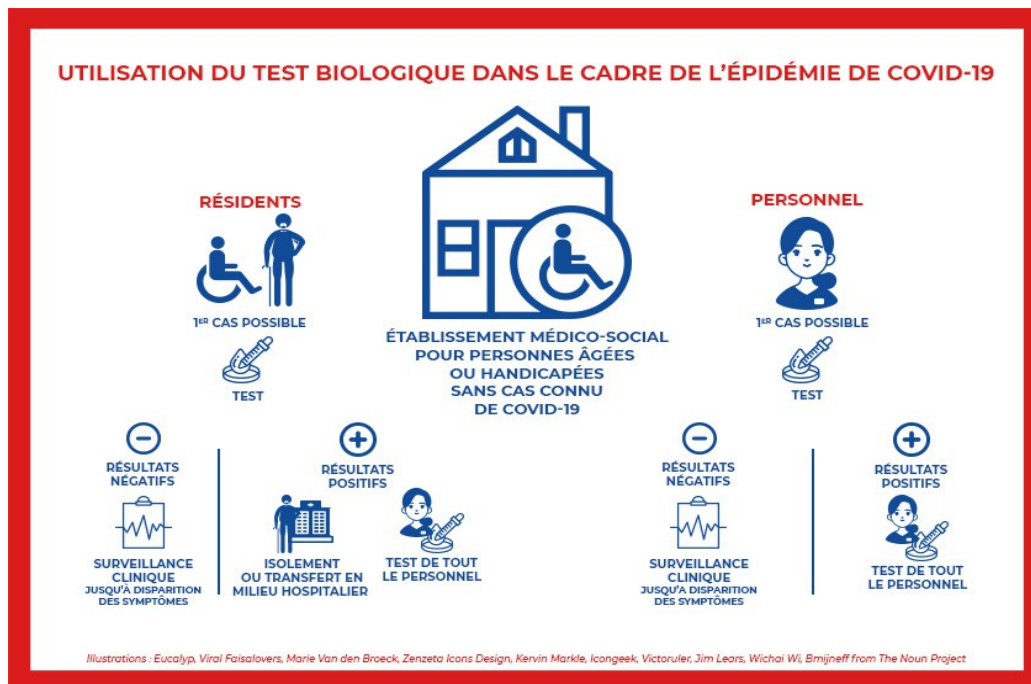 UTILISATION DU TEST BIOLOGIQUE DANS LE CADRE DE L'ÉPIDÉMIE DE COVID-19
RÉSIDENTS
1ER CAS POSSIBLE
TEST
ÉTABLISSEMENT MÉDICO-SOCIAL
POUR PERSONNES ÂGÉES
OU HANDICAPÉES
SANS CAS CONNU
DE COVID-19
PERSONNEL
1ER CAS POSSIBLE
TEST
RÉSULTATS
NÉGATIFS
SURVEILLANCE
CLINIQUE
JUSQU'À DISPARITION
DES SYMPTÔMES
RÉSULTATS
POSITIFS
ISOLEMENT
OU TRANSFERT EN
MILIEU HOSPITALIER
TEST DE TOUT
LE PERSONNEL
RÉSULTATS
NÉGATIFS
SURVEILLANCE
CLINIQUE
JUSQU'À DISPARITION
DES SYMPTÔMES
RÉSULTATS
POSITIFS
TEST DE TOUT
LE PERSONNEL
Illustrations : Eucalyp, Viral Faisalovers, Marie Van den Broeck, Zenzeta Icons Design, Kervin Markle, Icongeek, Victoruler, Jim Lears, Wichai Wi, Bmijneff from The Noun Project